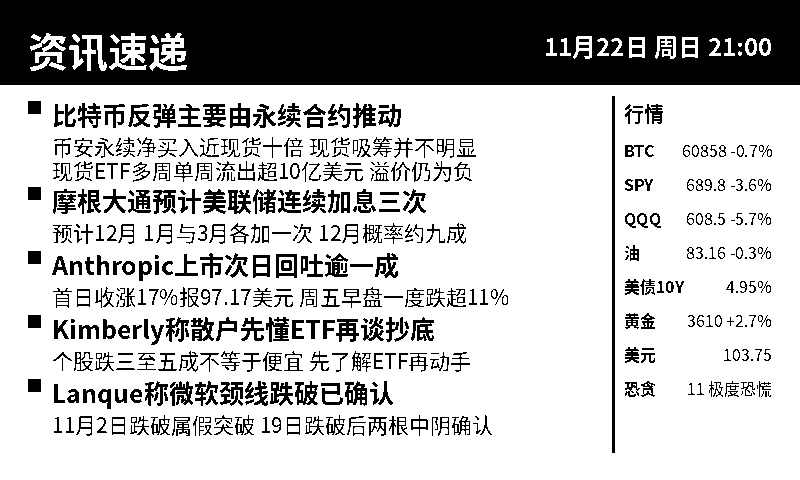 资讯速递
11月22日 周日 21:00
比特币反弹主要由永续合约推动
币安永续净买入近现货十倍 现货吸筹并不明显
现货ETF多周单周流出超10亿美元 溢价仍为负
摩根大通预计美联储连续加息三次
预计12月 1月与3月各加一次 12月概率约九成
Anthropic上市次日回吐逾一成
首日收涨17%报97.17美元 周五早盘一度跌超11%
Kimberly称散户先懂ETF再谈抄底
个股跌三至五成不等于便宜 先了解ETF再动手
Lanque称微软颈线跌破已确认
11月2日跌破属假突破 19日跌破后两根中阴确认
行情
BTC 60858 -0.7%
SPY 689.8 -3.6%
QQQ 608.5 -5.7%
油 83.16 -0.3%
美债10Y 4.95%
黄金 3610 +2.7%
美元 103.75
恐贪 11 极度恐慌